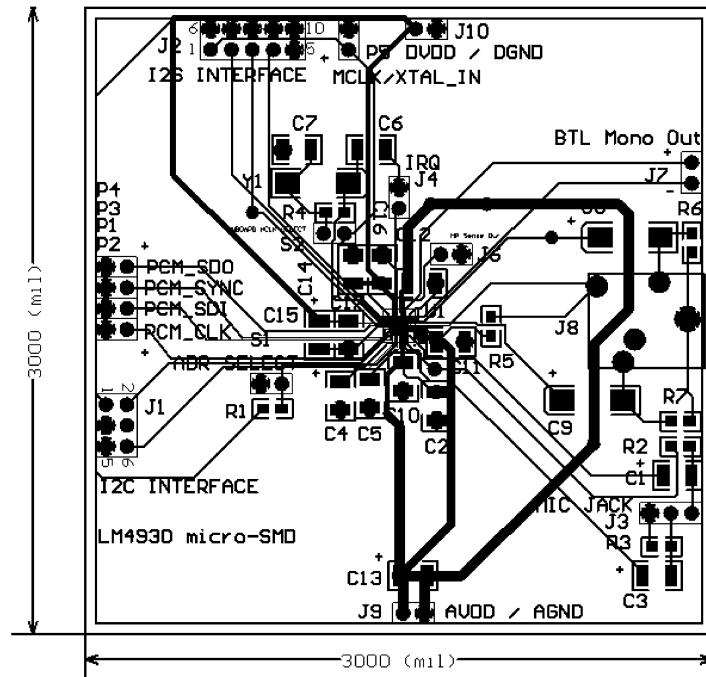 6 10
J2
1 5
J10
P5 DVDD / DGND
I2S INTERFACE
MCLK/XTAL_IN
C7
C6
BTL Mono Out
IRQ
J4
J7
Y1
P4
P3
P1
P2
R4
S2
R6
J6
PCM_SDO
PCM_SYNC
PCM_SDI
PCM_CLK
C14
C15
S1
J8
R5
ADR SELECT
C11
1 2
J1
5 6
R1
C4
C5
C10
C2
C9
R7
R2
C1
I2C INTERFACE
MIC JACK
J3
R3
LM4930 micro-SMD
C13
C3
J9
AVDD / AGND
3000 (mil)
3000 (mil)